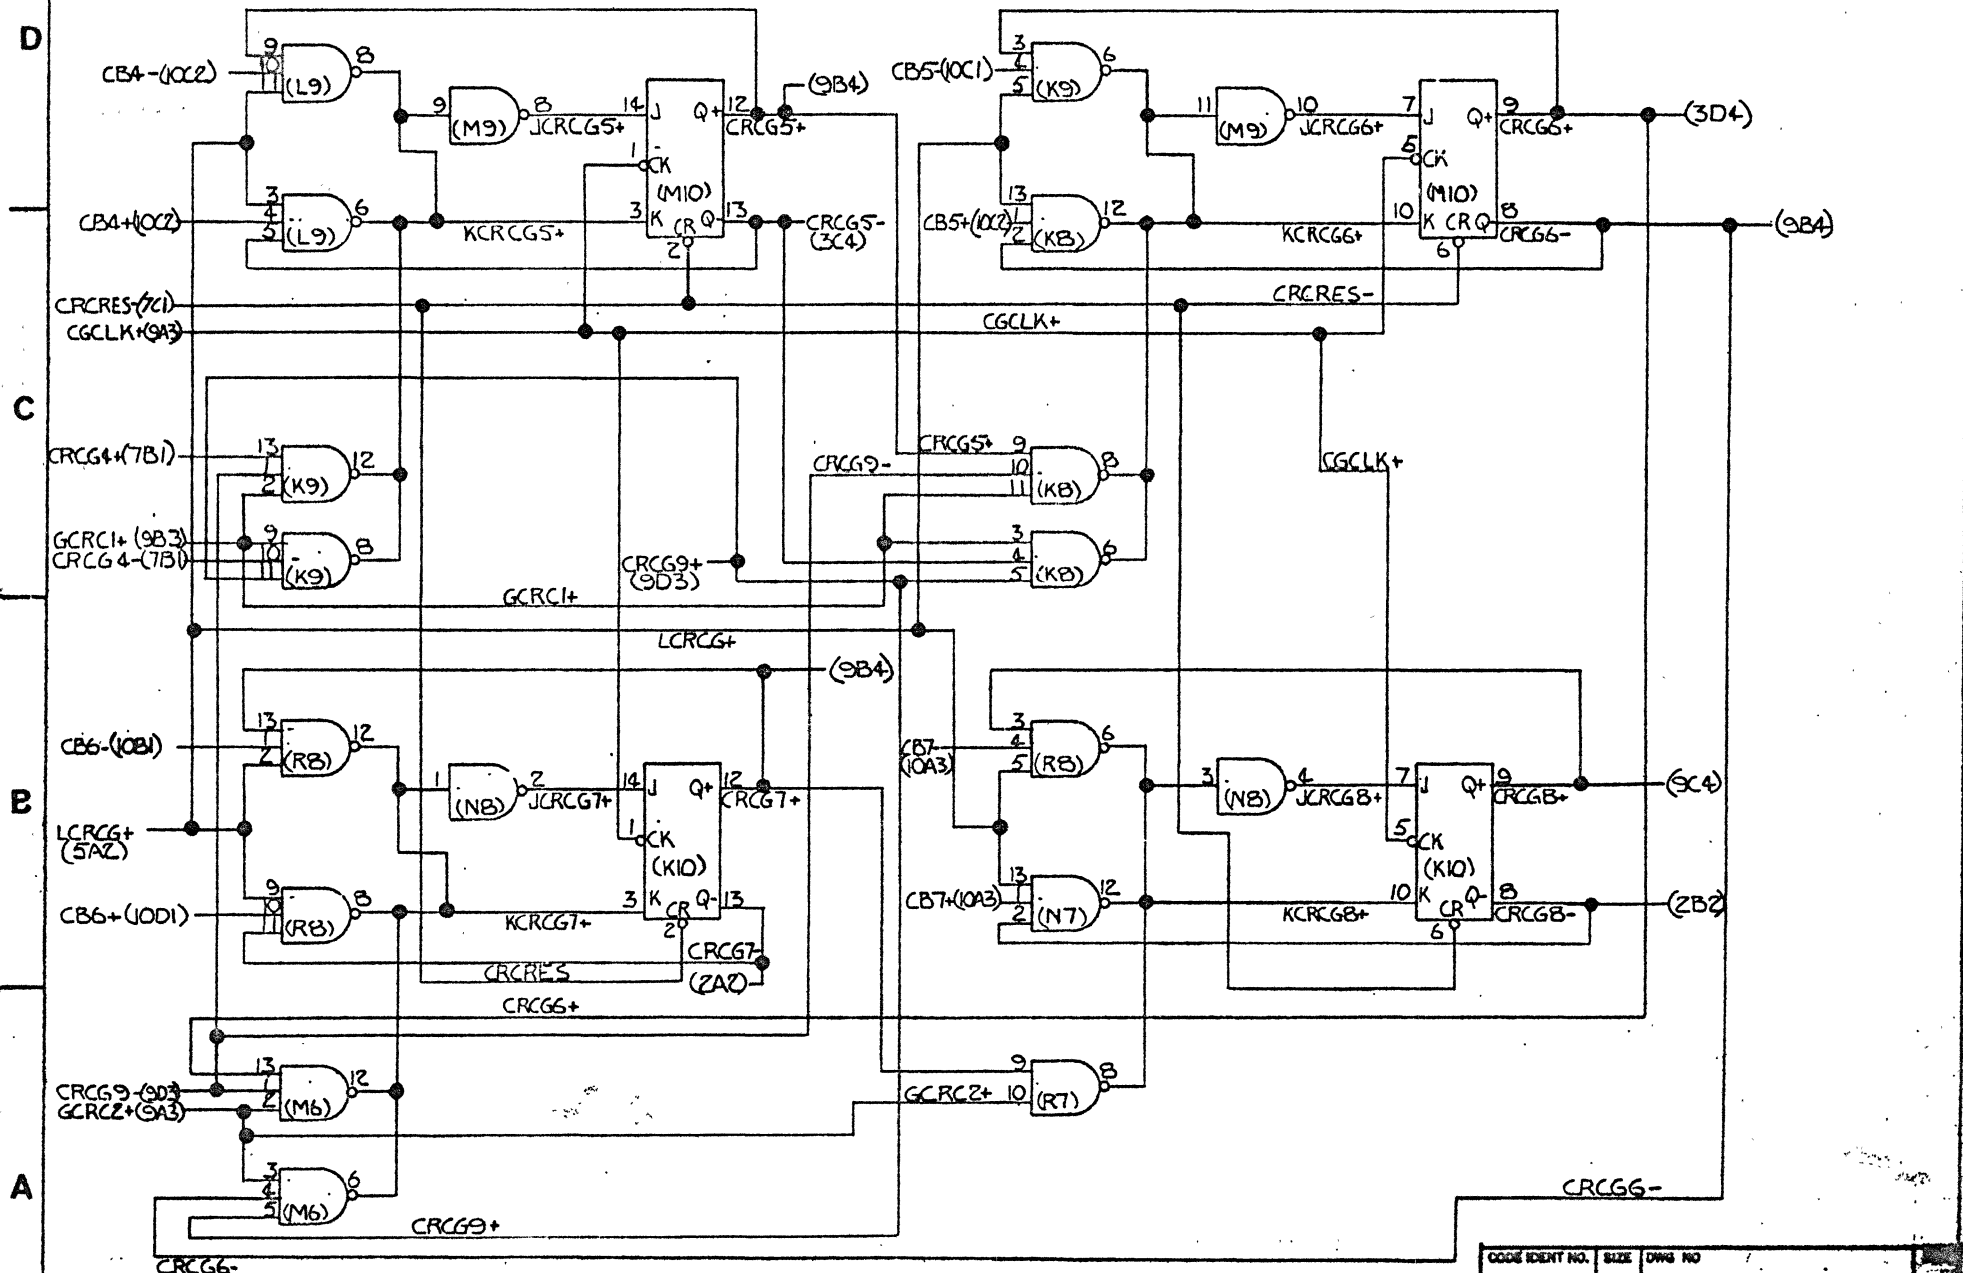 D
CB4-(10C2)
9
10
11
(L9)
8
9
(M9)
8
JCRCG5+
14
J
Q+
12
CRCG5+
(9B4)
1
CK
(M10)
CB4+(10C2)
3
4
5
(L9)
6
KCRCG5+
3
K
CR
Q
13
2
CRCG5-
(3C4)
CB5-(10C1)
3
4
5
(K9)
6
11
(M9)
10
JCRCG6+
7
J
Q+
9
CRCG6+
(3D4)
5
CK
(M10)
CB5+(10C2)
13
1
2
(K8)
12
KCRCG6+
10
K
CR
Q
8
CRCG6-
6
(9B4)
CRCRES-(7C1)
CRCRES-
CGCLK+(9A3)
CGCLK+
C
CRCG4+(7B1)
13
1
2
(K9)
12
GCRC1+(9B3)
CRCG4-(7B1)
9
10
11
(K9)
8
CRCG9+
(9D3)
GCRC1+
CRCG5+
9
CRCG9-
10
11
(K8)
8
3
4
5
(K8)
6
CGCLK+
LCRCG+
(9B4)
B
CB6-(10B1)
13
1
2
(R8)
12
1
(N8)
2
JCRCG7+
14
J
Q+
12
CRCG7+
1
CK
(K10)
LCRCG+
(5A2)
CB6+(10D1)
9
10
11
(R8)
8
KCRCG7+
3
K
CR
Q-
13
2
CRCG7-
(2A2)
CRCRES
CB7-
(10A3)
3
4
5
(R8)
6
3
(N8)
4
JCRCG8+
7
J
Q+
9
CRCG8+
(9C4)
5
CK
(K10)
CB7+(10A3)
13
1
2
(N7)
12
KCRCG8+
10
K
CR
Q-
8
CRCG8-
6
(2B2)
CRCG6+
A
CRCG9-(9D3)
GCRC2+(9A3)
13
1
2
(M6)
12
GCRC2+
9
10
(R7)
8
3
4
5
(M6)
6
CRCG9+
CRCG6-
CRCG6-
CODE IDENT NO.
SIZE
DWG NO